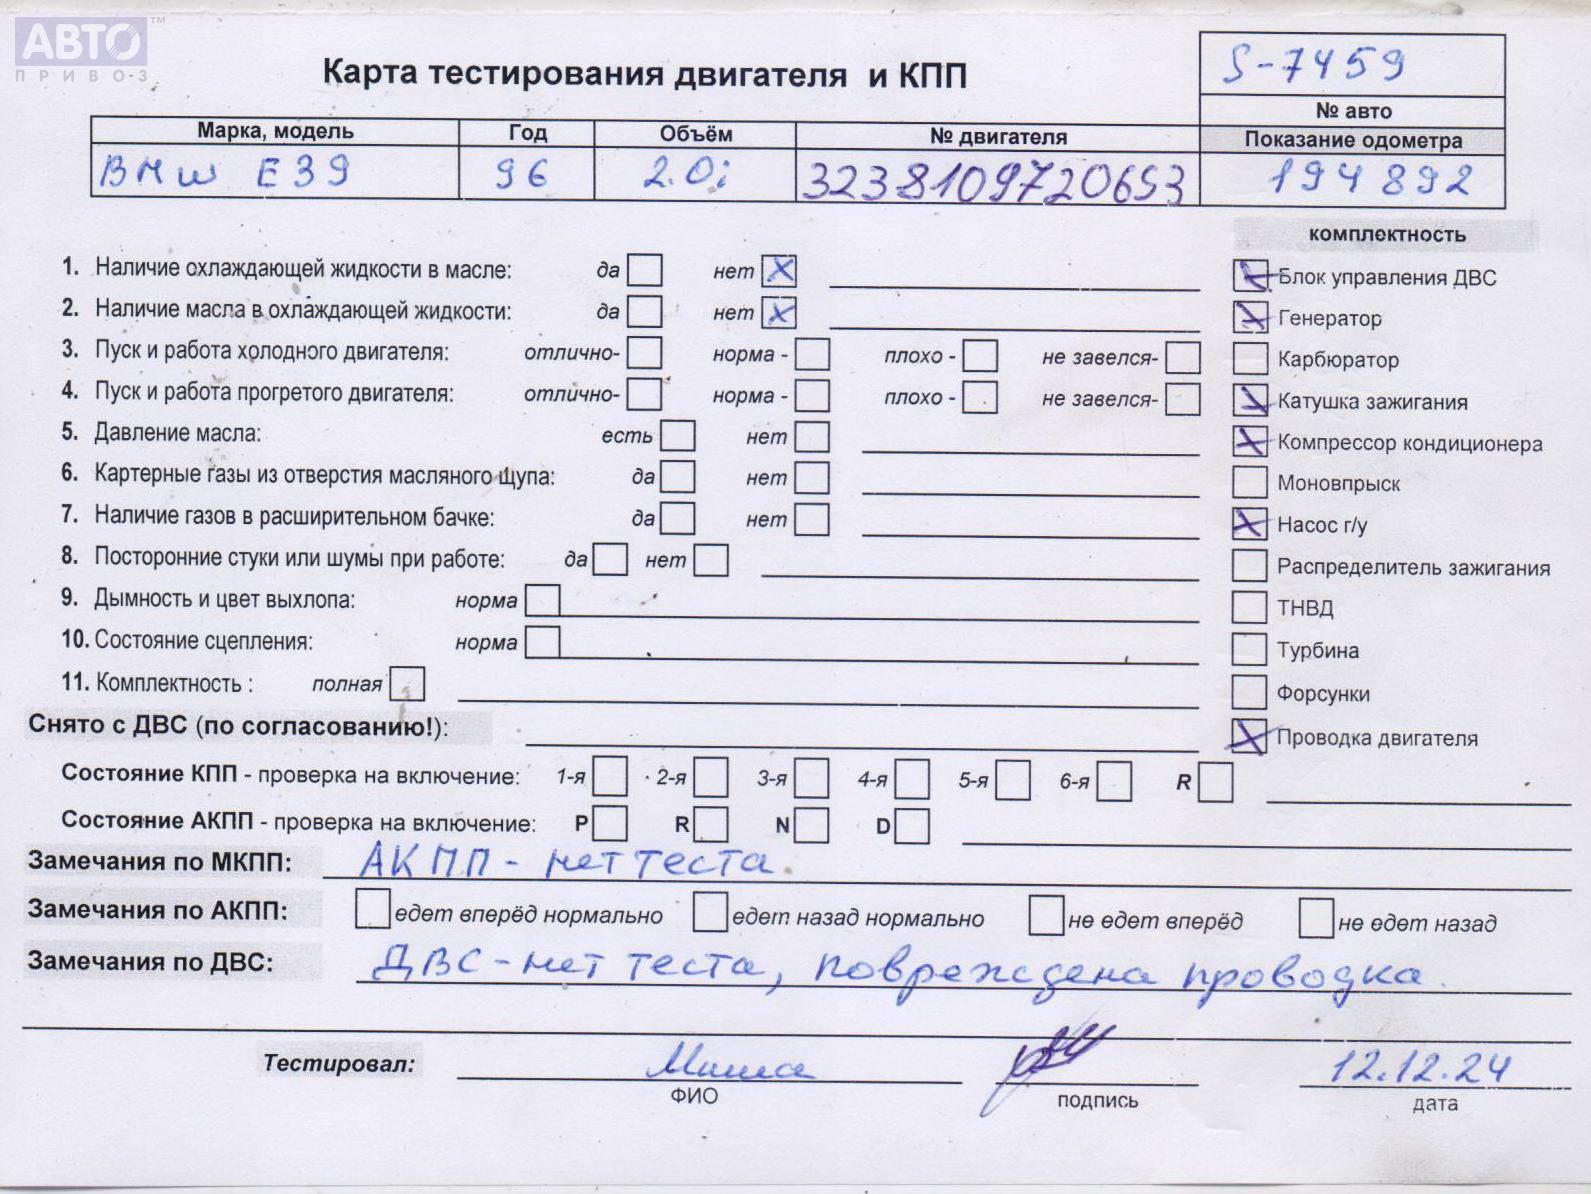 АВТО™
ПРИВОЗ
Карта тестирования двигателя и КПП
S-7459
№ авто
Марка, модель Год Объём № двигателя Показание одометра
BMW E39 96 2.0i 3238109720653 194892
комплектность
1. Наличие охлаждающей жидкости в масле: да нет X
Блок управления ДВС
2. Наличие масла в охлаждающей жидкости: да нет X
Генератор
3. Пуск и работа холодного двигателя: отлично- норма - плохо - не завелся-
Карбюратор
4. Пуск и работа прогретого двигателя: отлично- норма - плохо - не завелся-
Катушка зажигания
5. Давление масла: есть нет
Компрессор кондиционера
6. Картерные газы из отверстия масляного щупа: да нет
Моновпрыск
7. Наличие газов в расширительном бачке: да нет
Насос г/у
8. Посторонние стуки или шумы при работе: да нет
Распределитель зажигания
9. Дымность и цвет выхлопа: норма
ТНВД
10. Состояние сцепления: норма
Турбина
11. Комплектность : полная
Форсунки
Снято с ДВС (по согласованию!):
Проводка двигателя
Состояние КПП - проверка на включение: 1-я 2-я 3-я 4-я 5-я 6-я R
Состояние АКПП - проверка на включение: P R N D
Замечания по МКПП: АКПП - нет теста.
Замечания по АКПП: едет вперёд нормально едет назад нормально не едет вперёд не едет назад
Замечания по ДВС: ДВС - нет теста, повреждена проводка.
Тестировал: Миша 12.12.24
ФИО подпись дата